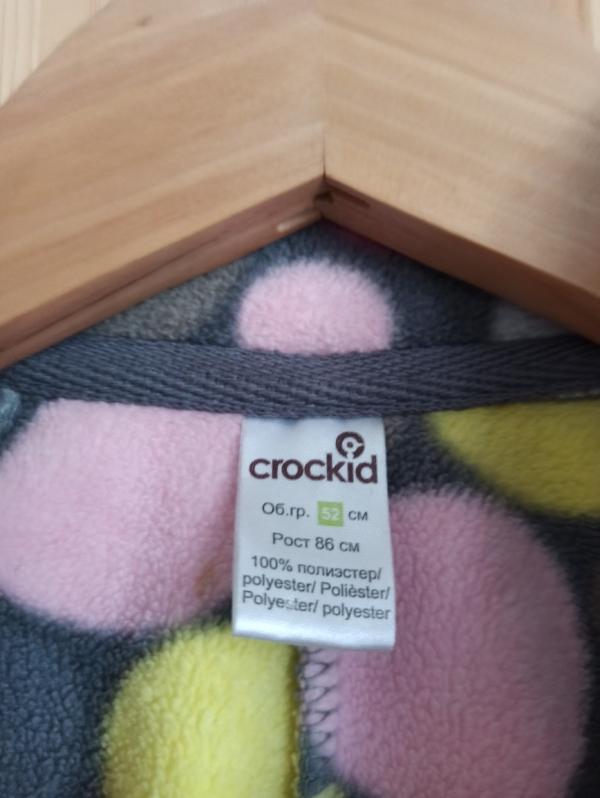 crockid
Об.гр. 52 см
Рост 86 см
100% полиэстер/
polyester/ Polièster/
Polyester/ polyester